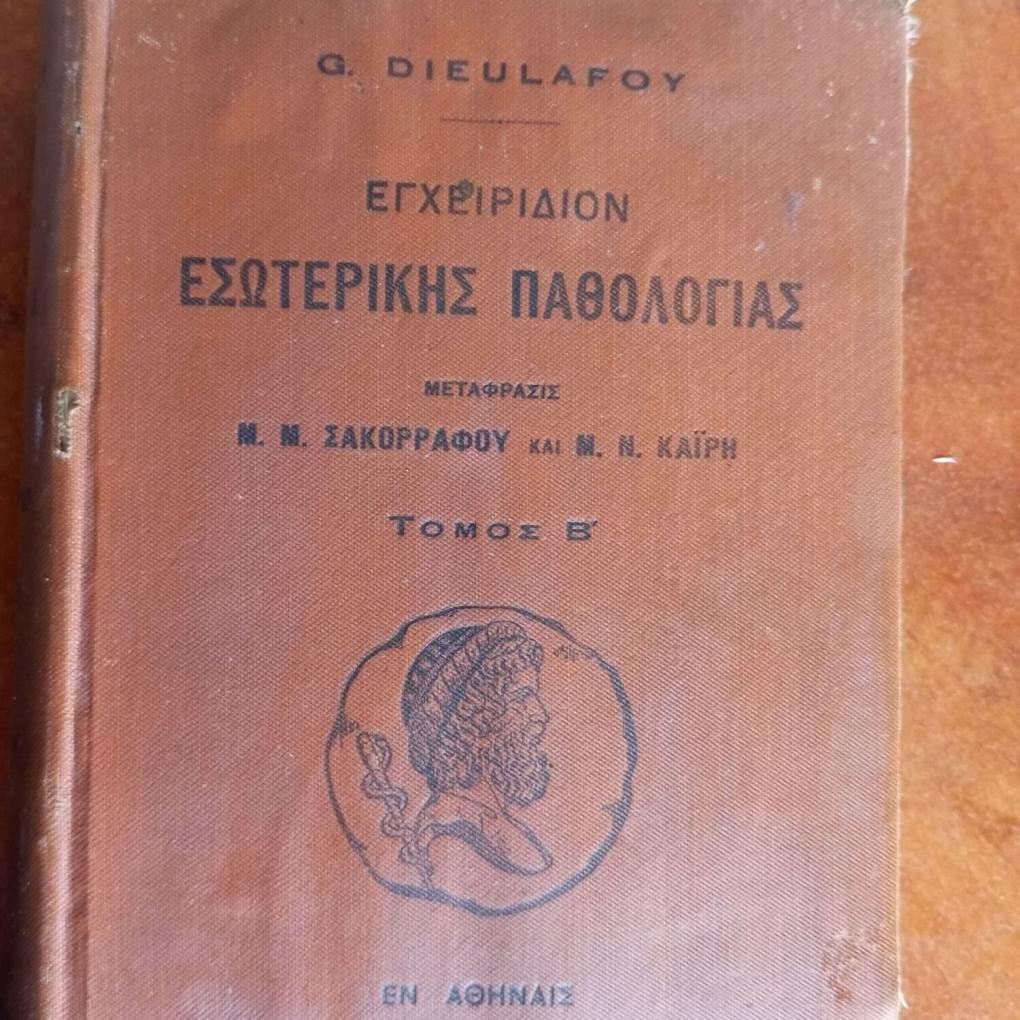 G. DIEULAFOY
ΕΓΧΕΙΡΙΔΙΟΝ
ΕΣΩΤΕΡΙΚΗΣ ΠΑΘΟΛΟΓΙΑΣ
ΜΕΤΑΦΡΑΣΙΣ
Μ. Μ. ΣΑΚΟΡΡΑΦΟΥ ΚΑΙ Μ. Ν. ΚΑΪΡΗ
ΤΟΜΟΣ Β΄
ΕΝ ΑΘΗΝΑΙΣ